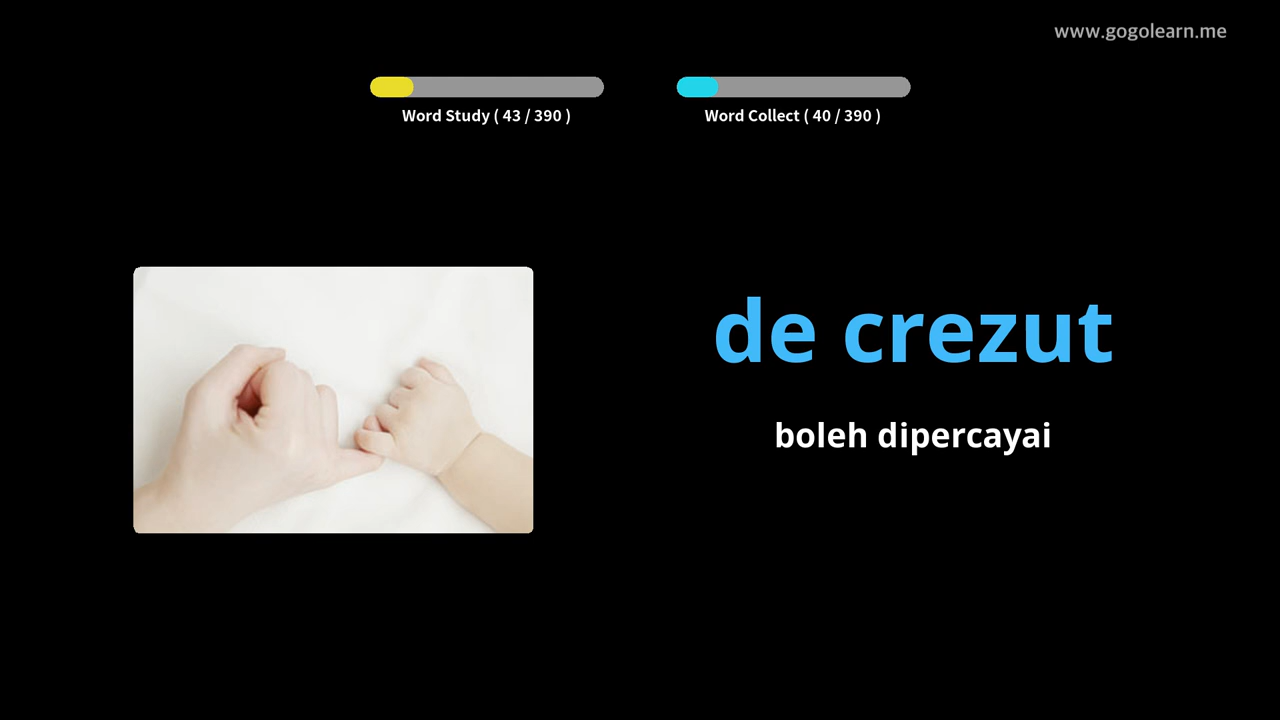 www.gogolearn.me
Word Study ( 43 / 390 )
Word Collect ( 40 / 390 )
de crezut
boleh dipercayai